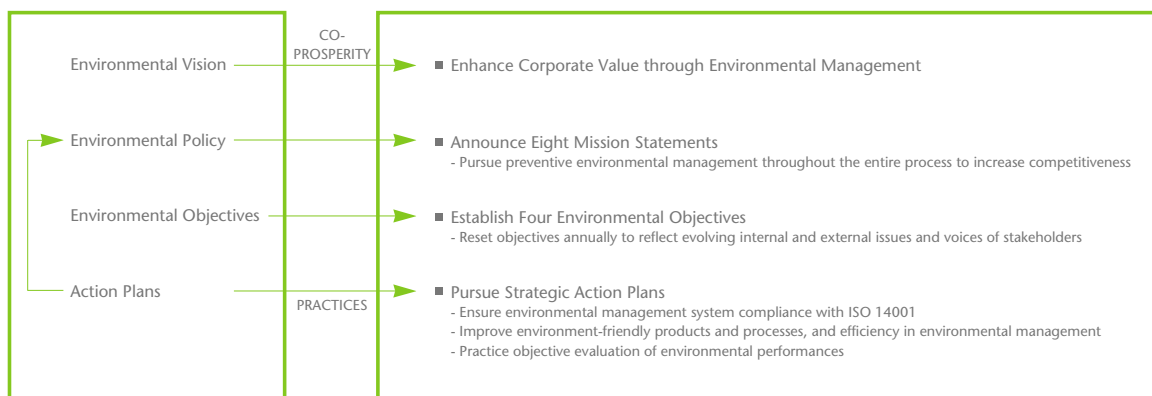 CO-
PROSPERITY
Environmental Vision
■ Enhance Corporate Value through Environmental Management
Environmental Policy
■ Announce Eight Mission Statements
- Pursue preventive environmental management throughout the entire process to increase competitiveness
Environmental Objectives
■ Establish Four Environmental Objectives
- Reset objectives annually to reflect evolving internal and external issues and voices of stakeholders
Action Plans
PRACTICES
■ Pursue Strategic Action Plans
- Ensure environmental management system compliance with ISO 14001
- Improve environment-friendly products and processes, and efficiency in environmental management
- Practice objective evaluation of environmental performances